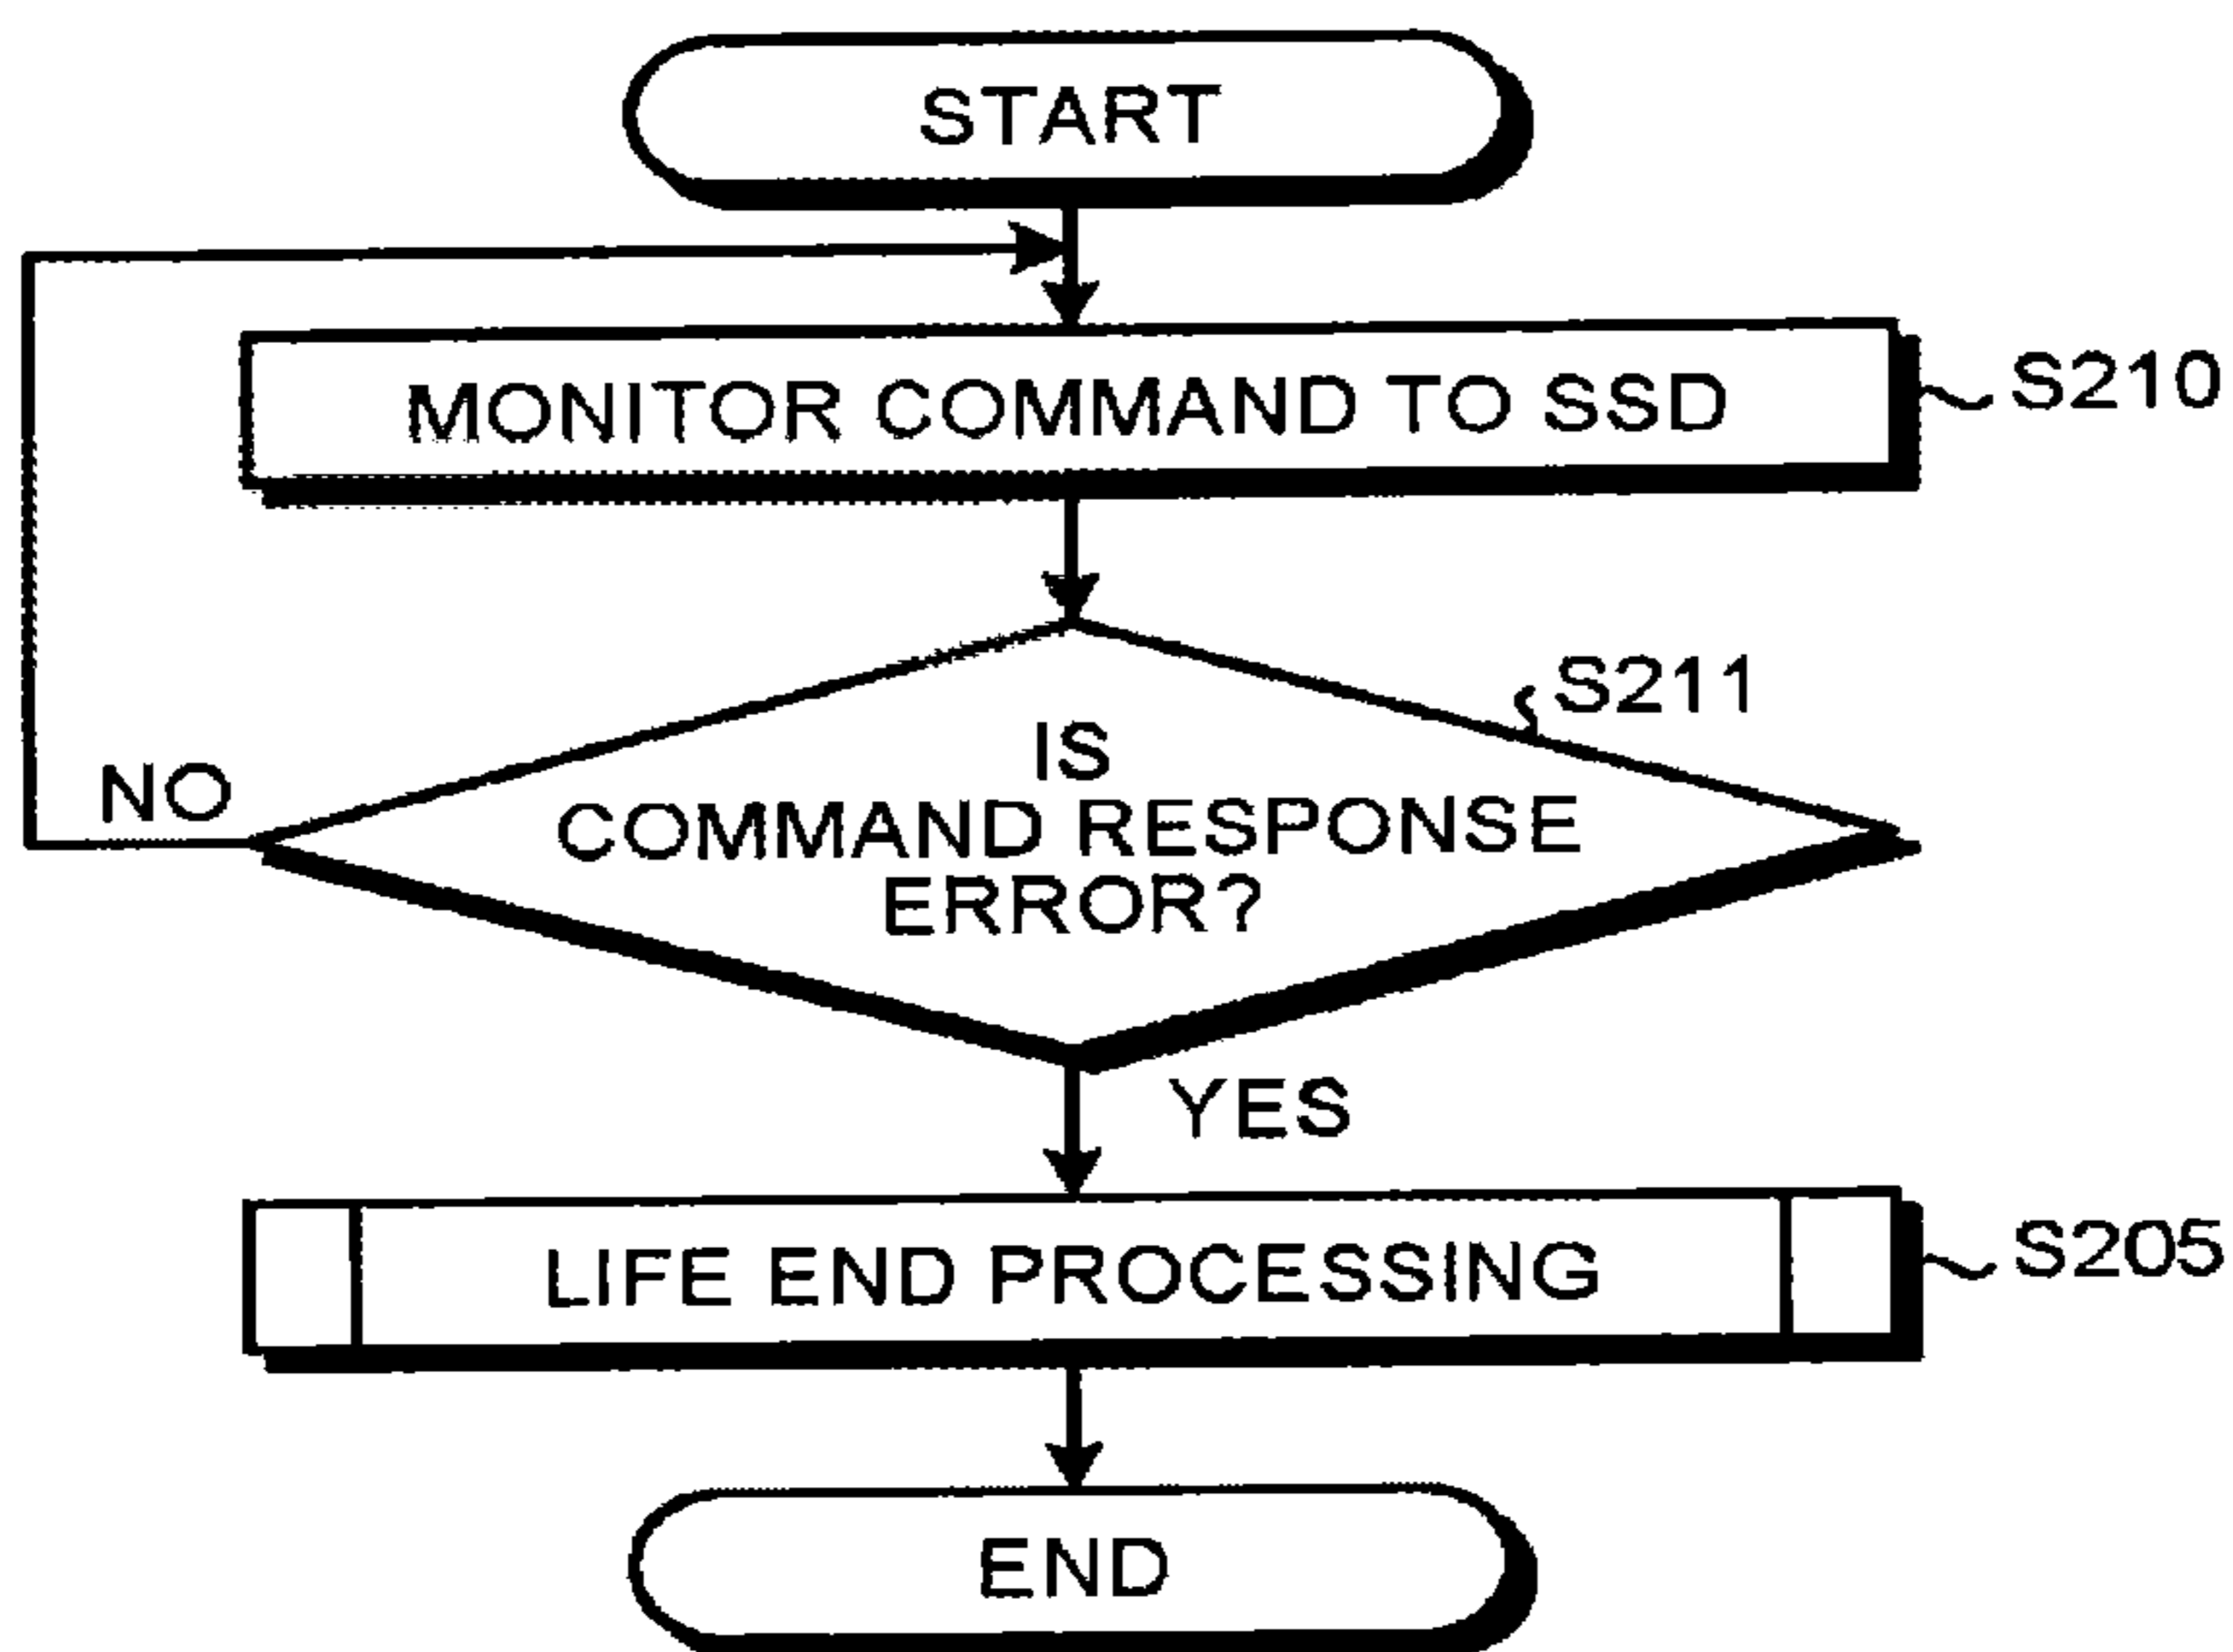 START
MONITOR COMMAND TO SSD
S210
S211
IS
COMMAND RESPONSE
ERROR?
NO
YES
LIFE END PROCESSING
S205
END